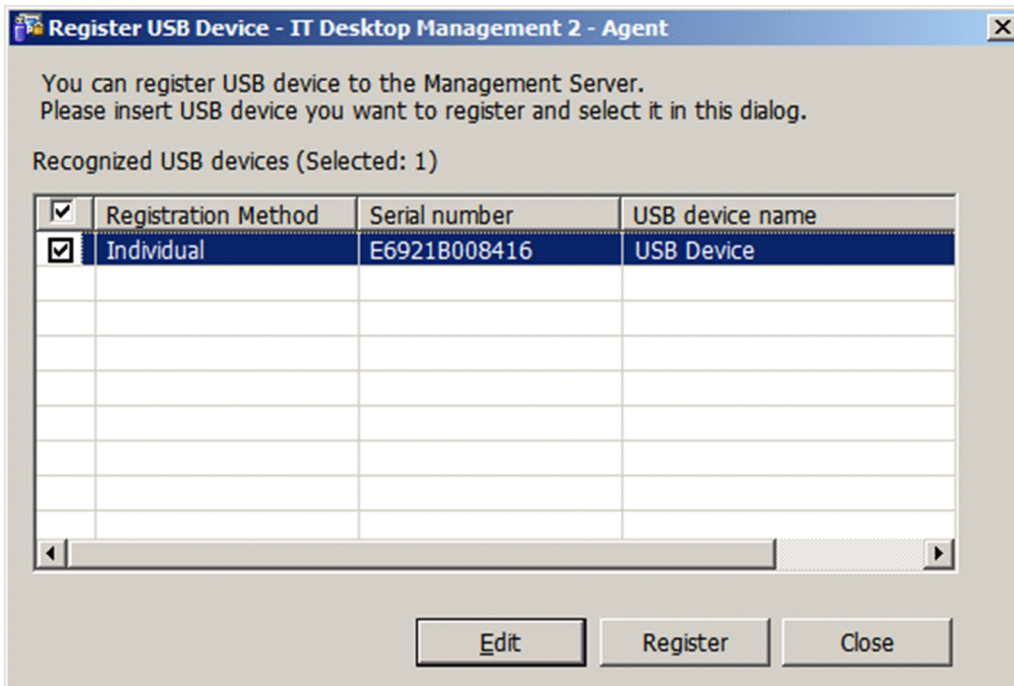 Register USB Device - IT Desktop Management 2 - Agent
You can register USB device to the Management Server.
Please insert USB device you want to register and select it in this dialog.
Recognized USB devices (Selected: 1)
Registration Method Serial number USB device name
Individual E6921B008416 USB Device
Edit Register Close